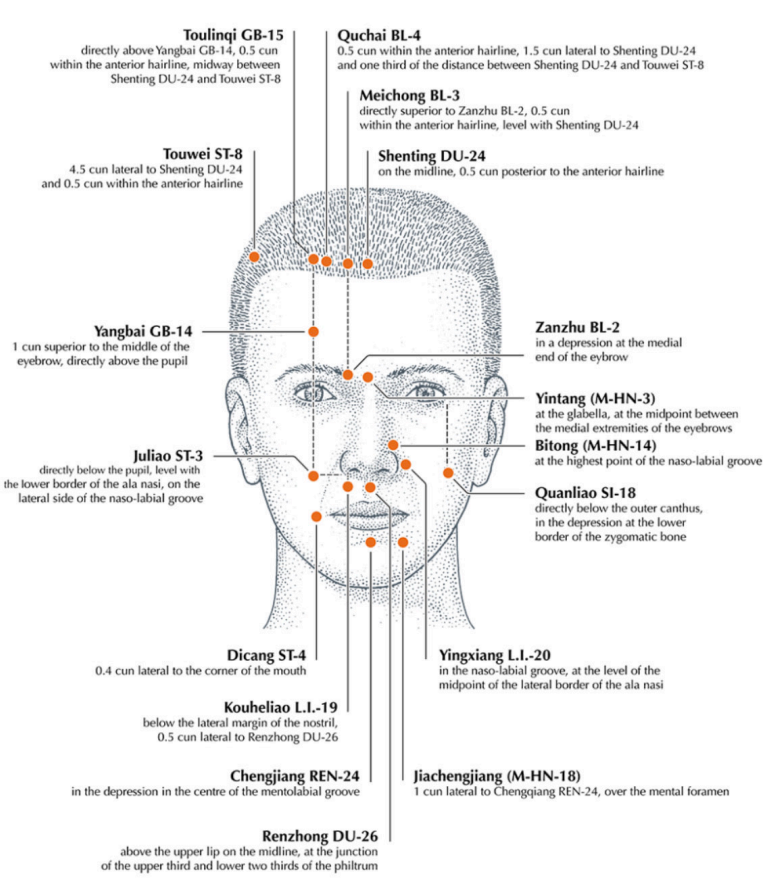 Toulinqi GB-15
directly above Yangbai GB-14, 0.5 cun
within the anterior hairline, midway between
Shenting DU-24 and Touwei ST-8
Quchai BL-4
0.5 cun within the anterior hairline, 1.5 cun lateral to Shenting DU-24
and one third of the distance between Shenting DU-24 and Touwei ST-8
Meichong BL-3
directly superior to Zanzhu BL-2, 0.5 cun
within the anterior hairline, level with Shenting DU-24
Touwei ST-8
4.5 cun lateral to Shenting DU-24
and 0.5 cun within the anterior hairline
Shenting DU-24
on the midline, 0.5 cun posterior to the anterior hairline
Yangbai GB-14
1 cun superior to the middle of the
eyebrow, directly above the pupil
Zanzhu BL-2
in a depression at the medial
end of the eybrow
Yintang (M-HN-3)
at the glabella, at the midpoint between
the medial extremities of the eyebrows
Bitong (M-HN-14)
at the highest point of the naso-labial groove
Juliao ST-3
directly below the pupil, level with
the lower border of the ala nasi, on the
lateral side of the naso-labial groove
Quanliao SI-18
directly below the outer canthus,
in the depression at the lower
border of the zygomatic bone
Dicang ST-4
0.4 cun lateral to the corner of the mouth
Yingxiang L.I.-20
in the naso-labial groove, at the level of the
midpoint of the lateral border of the ala nasi
Kouheliao L.I.-19
below the lateral margin of the nostril,
0.5 cun lateral to Renzhong DU-26
Chengjiang REN-24
in the depression in the centre of the mentolabial groove
Jiachengjiang (M-HN-18)
1 cun lateral to Chengqiang REN-24, over the mental foramen
Renzhong DU-26
above the upper lip on the midline, at the junction
of the upper third and lower two thirds of the philtrum